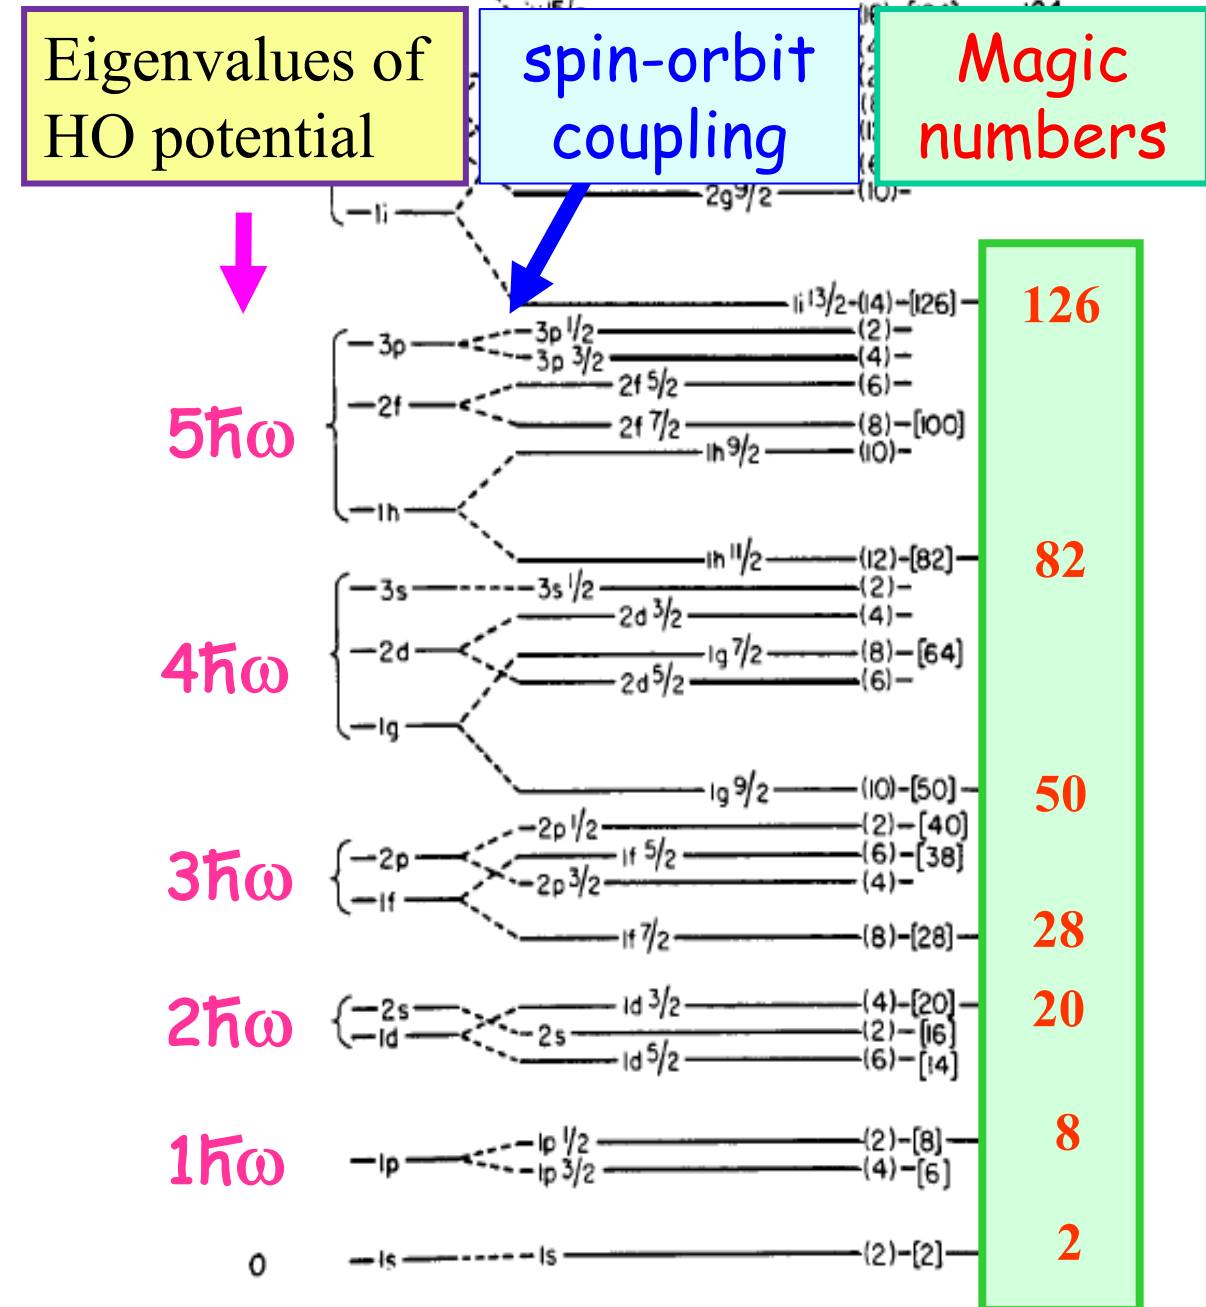 Eigenvalues of
HO potential
spin-orbit
coupling
Magic
numbers
2g 9/2 (10)
1i
1i 13/2 (14) [126] 126
3p 3p 1/2 (2)
3p 3/2 (4)
2f 2f 5/2 (6)
5ħω 2f 7/2 (8) [100]
1h 9/2 (10)
1h
1h 11/2 (12) [82] 82
3s 3s 1/2 (2)
2d 3/2 (4)
4ħω 2d 1g 7/2 (8) [64]
2d 5/2 (6)
1g
1g 9/2 (10) [50] 50
2p 1/2 (2) [40]
3ħω 2p 1f 5/2 (6) [38]
2p 3/2 (4)
1f
1f 7/2 (8) [28] 28
2s 1d 3/2 (4) [20] 20
2ħω 1d 2s (2) [16]
1d 5/2 (6) [14]
1p 1/2 (2) [8] 8
1ħω 1p 1p 3/2 (4) [6]
0 1s 1s (2) [2] 2